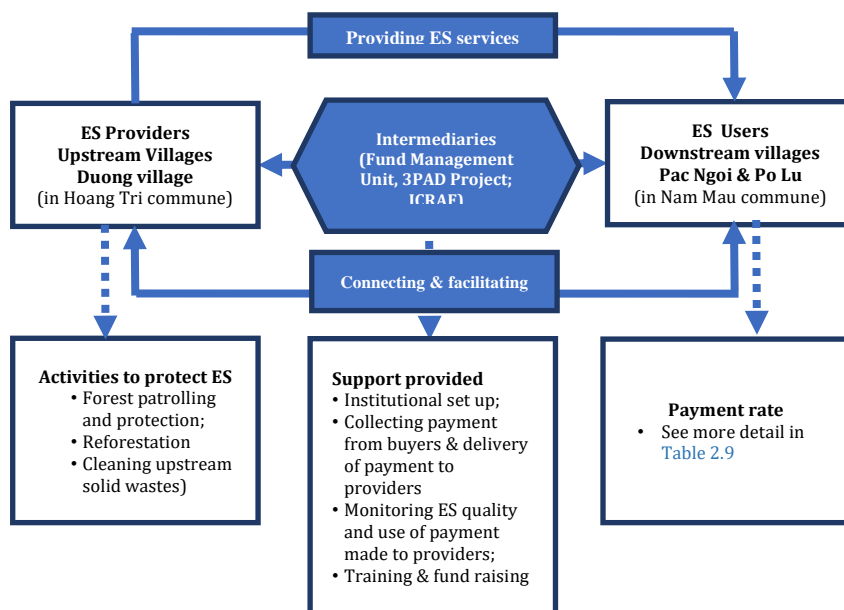 Providing ES services
ES Providers
Upstream Villages
Duong village
(in Hoang Tri commune)
Intermediaries
(Fund Management
Unit, 3PAD Project;
ICRAF)
ES Users
Downstream villages
Pac Ngoi & Po Lu
(in Nam Mau commune)
Connecting & facilitating
Activities to protect ES
• Forest patrolling
and protection;
• Reforestation
• Cleaning upstream
solid wastes)
Support provided
• Institutional set up;
• Collecting payment
from buyers & delivery
of payment to
providers
• Monitoring ES quality
and use of payment
made to providers;
• Training & fund raising
Payment rate
• See more detail in
Table 2.9